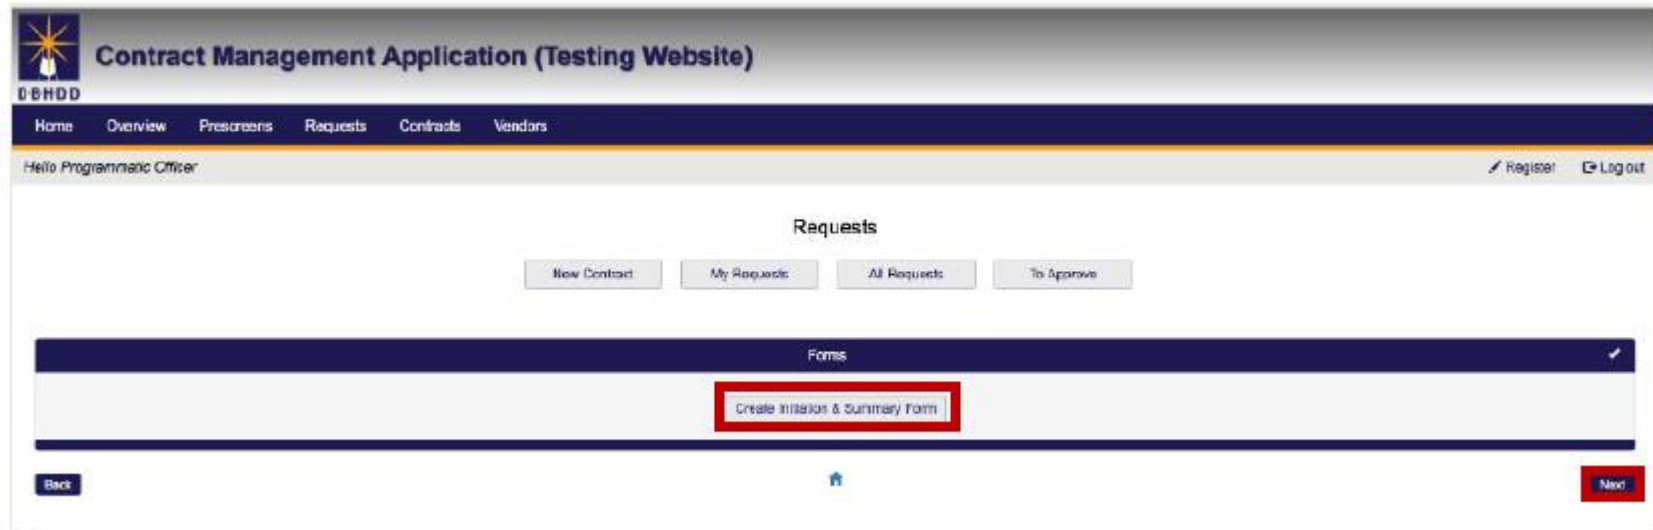 Contract Management Application (Testing Website)
DBHDD
Home Overview Prescreens Requests Contracts Vendors
Hello Programmatic Officer
Register Log out
Requests
New Contract My Requests All Requests To Approve
Forms
Create Initiation & Summary Form
Back Next